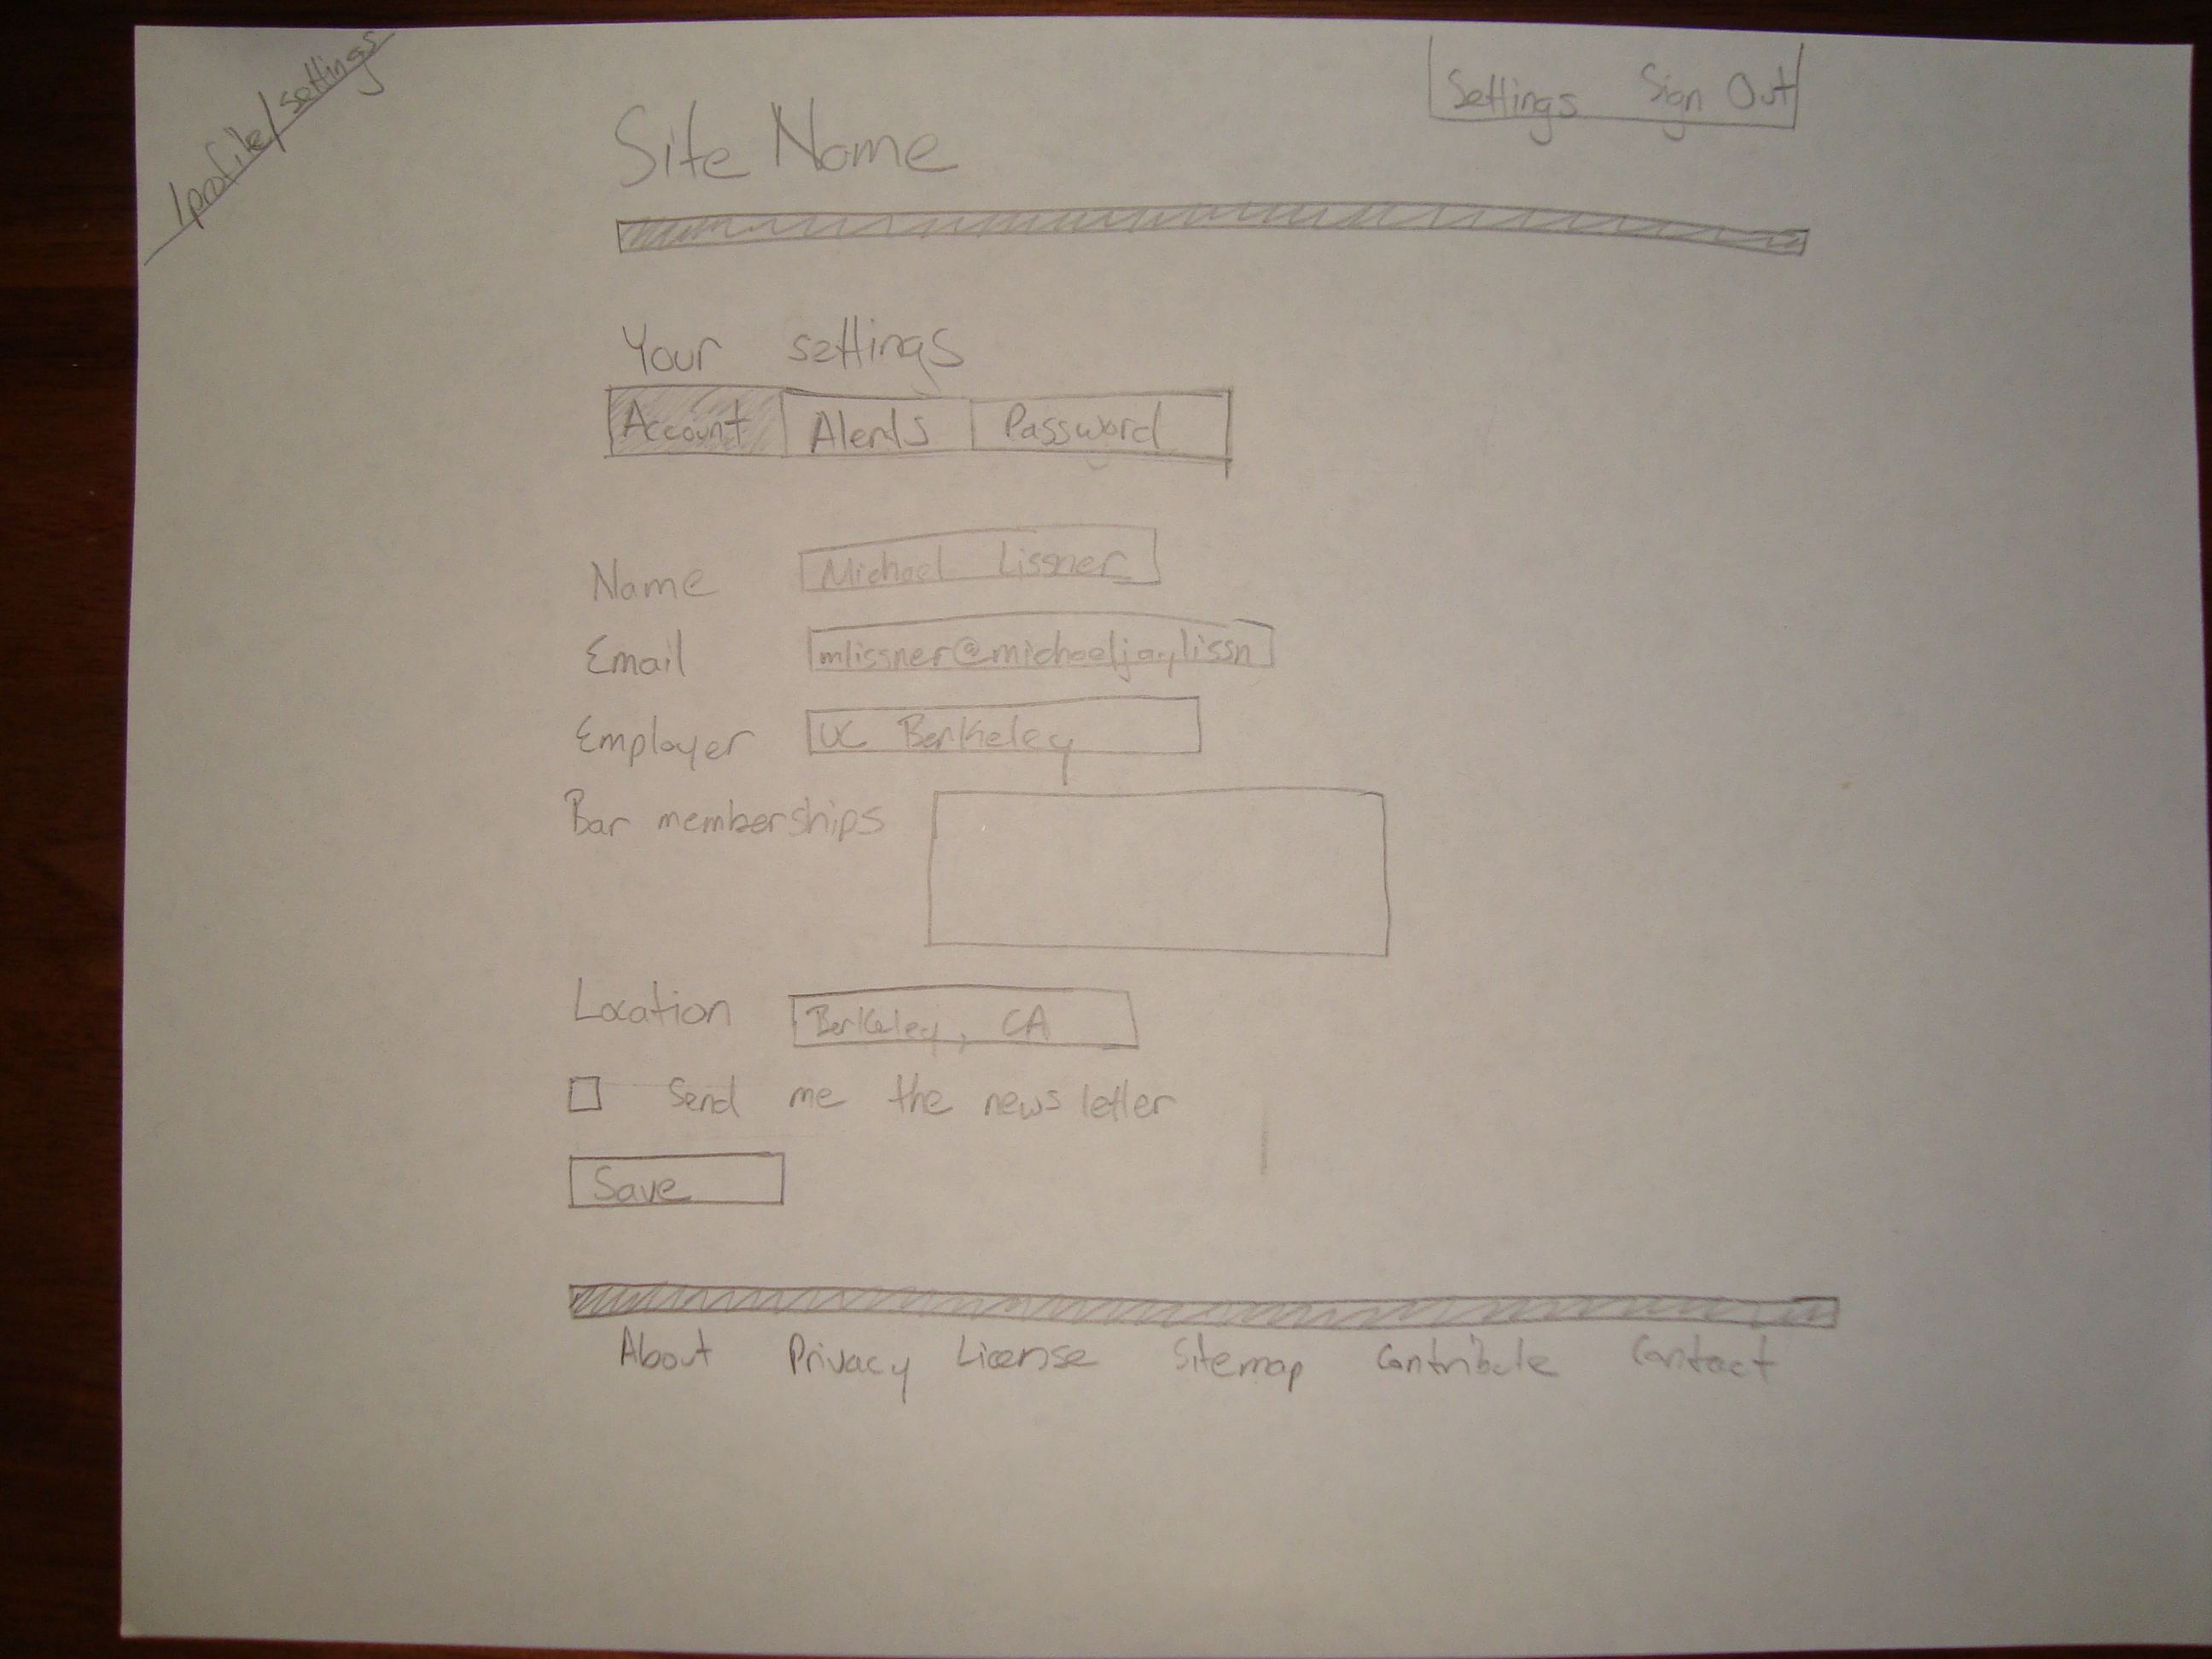 /profile/settings
Settings Sign Out
Site Name
Your settings
Account Alerts Password
Name Michael Lissner
Email mlissner@michaeljaylissn
Employer UC Berkeley
Bar memberships
Location Berkeley, CA
Send me the news letter
Save
About Privacy License Sitemap Contribute Contact